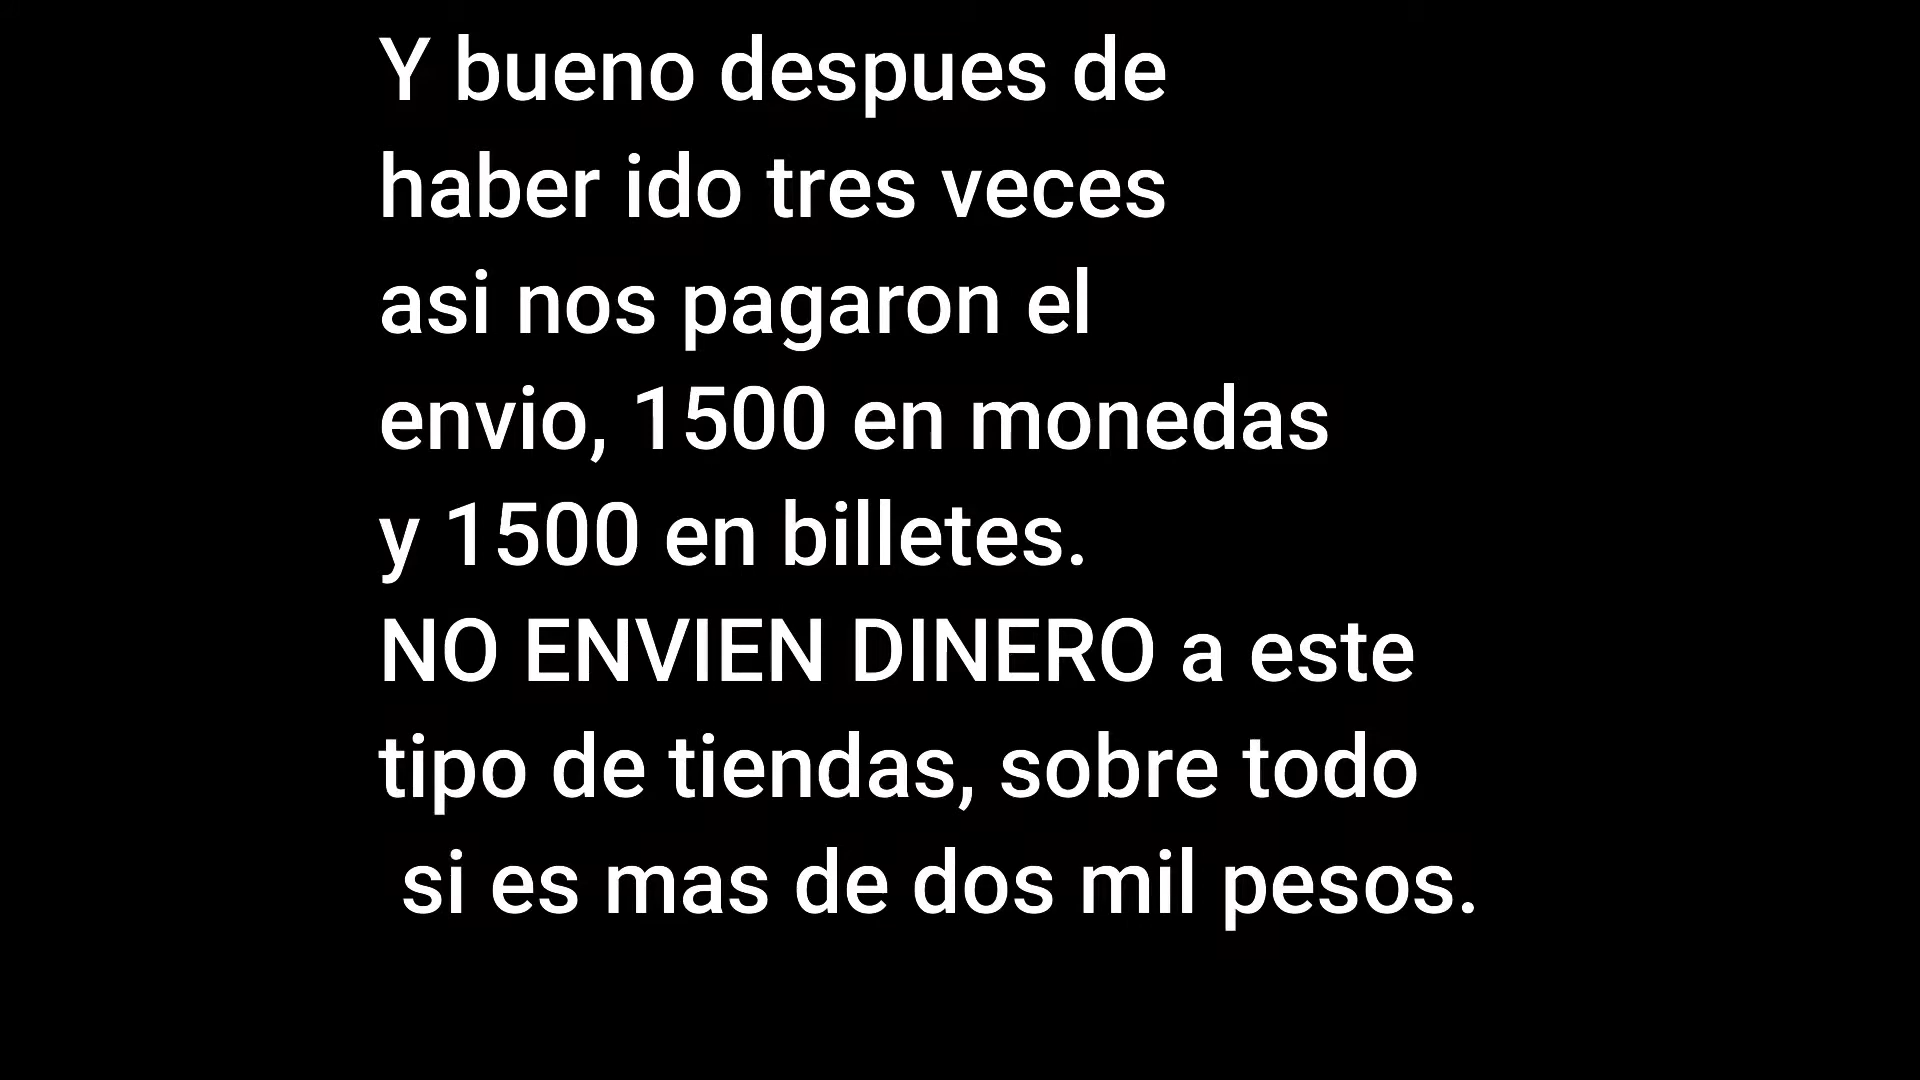 Y bueno despues de
haber ido tres veces
asi nos pagaron el
envio, 1500 en monedas
y 1500 en billetes.
NO ENVIEN DINERO a este
tipo de tiendas, sobre todo
si es mas de dos mil pesos.